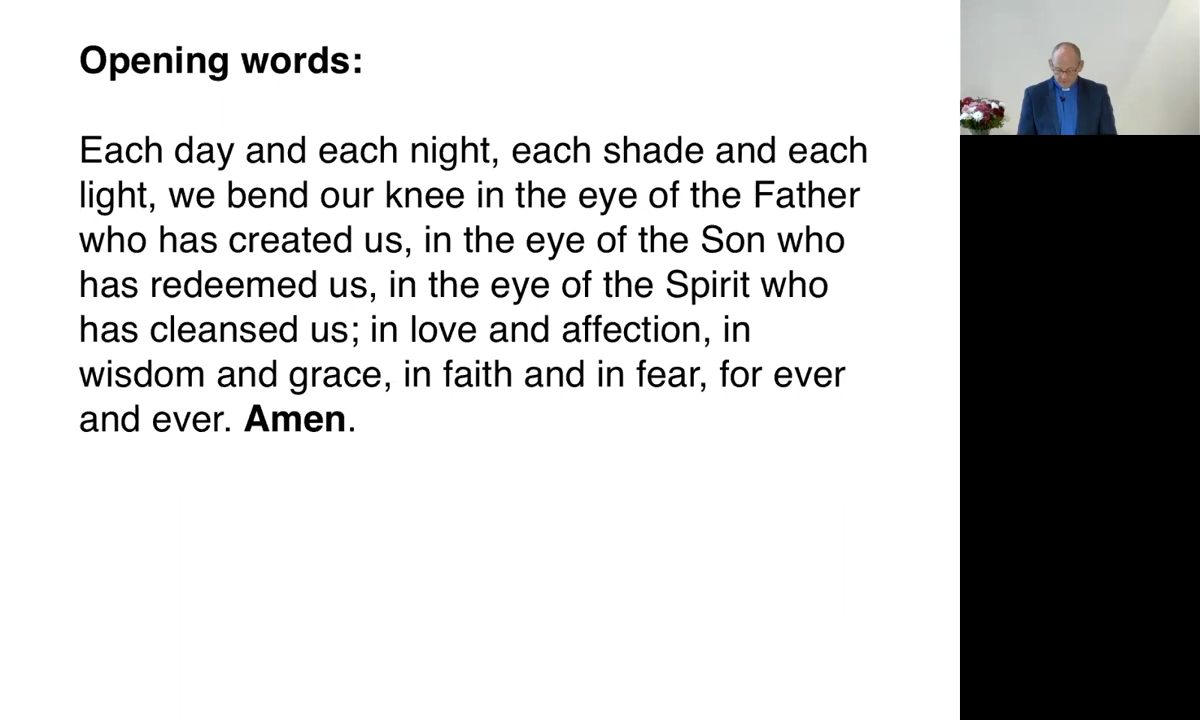 Opening words:
Each day and each night, each shade and each
light, we bend our knee in the eye of the Father
who has created us, in the eye of the Son who
has redeemed us, in the eye of the Spirit who
has cleansed us; in love and affection, in
wisdom and grace, in faith and in fear, for ever
and ever. Amen.